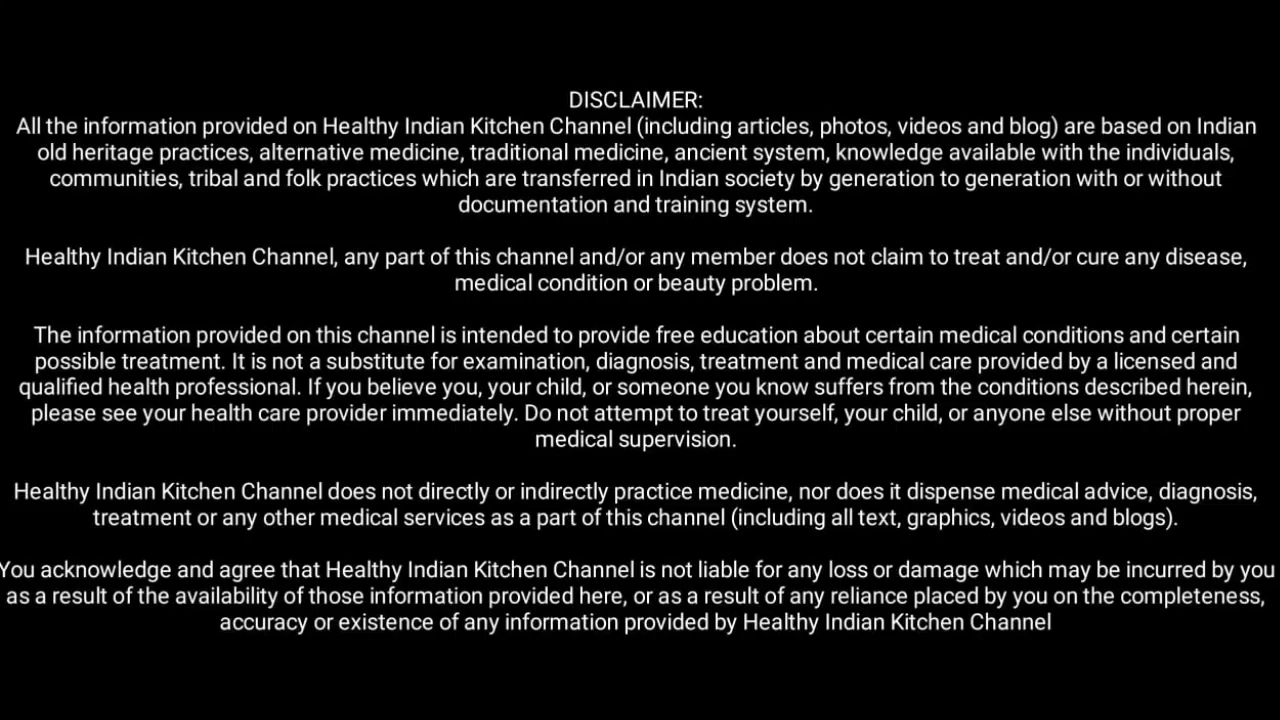 DISCLAIMER:
All the information provided on Healthy Indian Kitchen Channel (including articles, photos, videos and blog) are based on Indian
old heritage practices, alternative medicine, traditional medicine, ancient system, knowledge available with the individuals,
communities, tribal and folk practices which are transferred in Indian society by generation to generation with or without
documentation and training system.
Healthy Indian Kitchen Channel, any part of this channel and/or any member does not claim to treat and/or cure any disease,
medical condition or beauty problem.
The information provided on this channel is intended to provide free education about certain medical conditions and certain
possible treatment. It is not a substitute for examination, diagnosis, treatment and medical care provided by a licensed and
qualified health professional. If you believe you, your child, or someone you know suffers from the conditions described herein,
please see your health care provider immediately. Do not attempt to treat yourself, your child, or anyone else without proper
medical supervision.
Healthy Indian Kitchen Channel does not directly or indirectly practice medicine, nor does it dispense medical advice, diagnosis,
treatment or any other medical services as a part of this channel (including all text, graphics, videos and blogs).
You acknowledge and agree that Healthy Indian Kitchen Channel is not liable for any loss or damage which may be incurred by you
as a result of the availability of those information provided here, or as a result of any reliance placed by you on the completeness,
accuracy or existence of any information provided by Healthy Indian Kitchen Channel